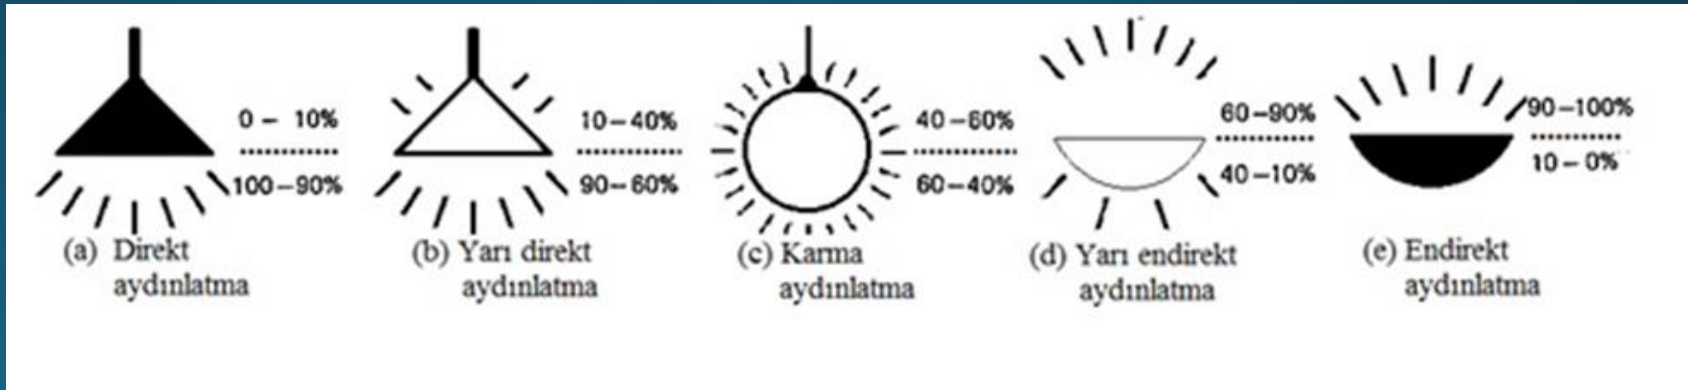 0 – 10%
100–90%
(a) Direkt
aydınlatma
10–40%
90–60%
(b) Yarı direkt
aydınlatma
40–60%
60–40%
(c) Karma
aydınlatma
60–90%
40–10%
(d) Yarı endirekt
aydınlatma
90–100%
10–0%
(e) Endirekt
aydınlatma